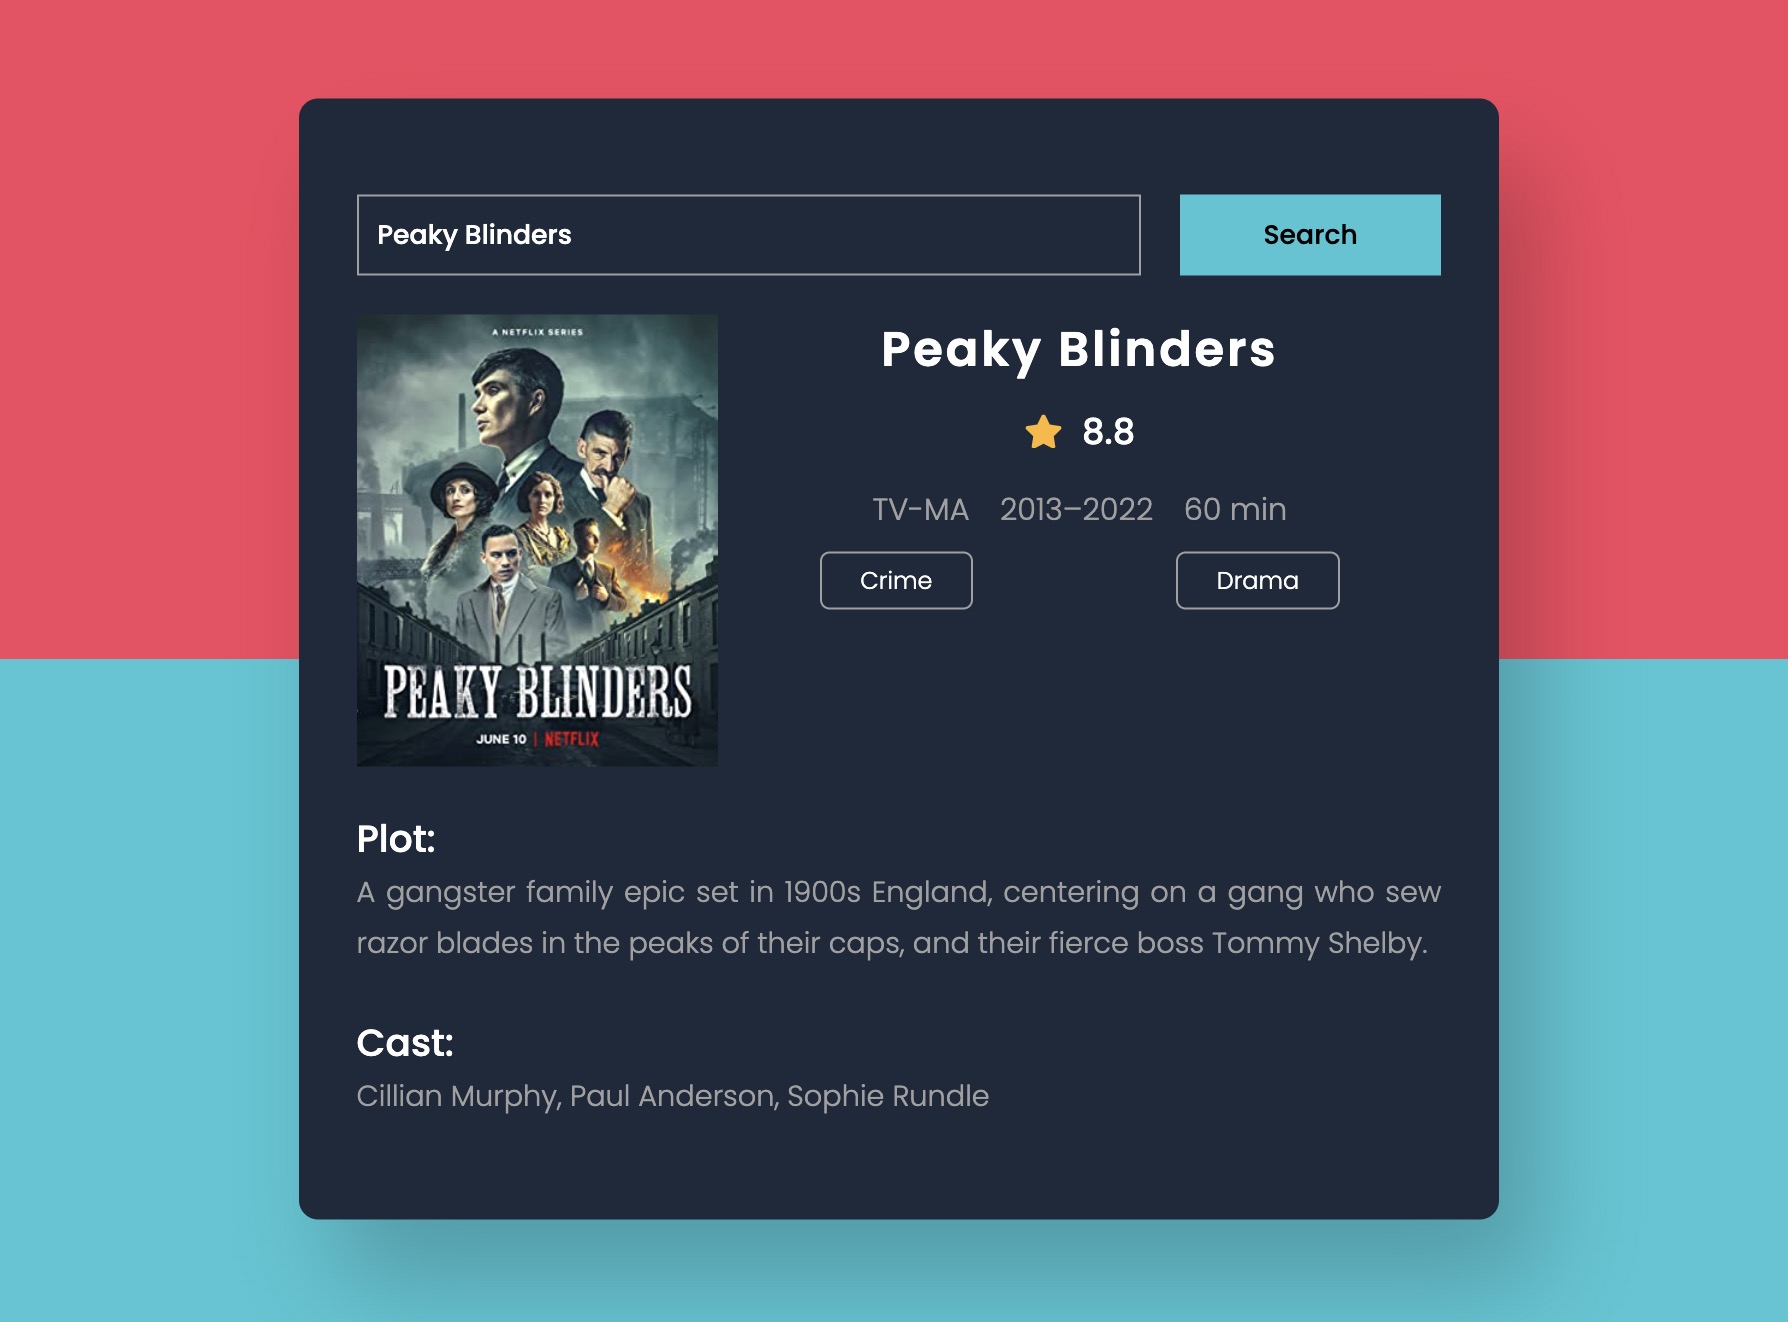 Peaky Blinders
Search
A NETFLIX SERIES
PEAKY BLINDERS
JUNE 10 | NETFLIX
Peaky Blinders
8.8
TV-MA 2013–2022 60 min
Crime Drama
Plot:
A gangster family epic set in 1900s England, centering on a gang who sew
razor blades in the peaks of their caps, and their fierce boss Tommy Shelby.
Cast:
Cillian Murphy, Paul Anderson, Sophie Rundle